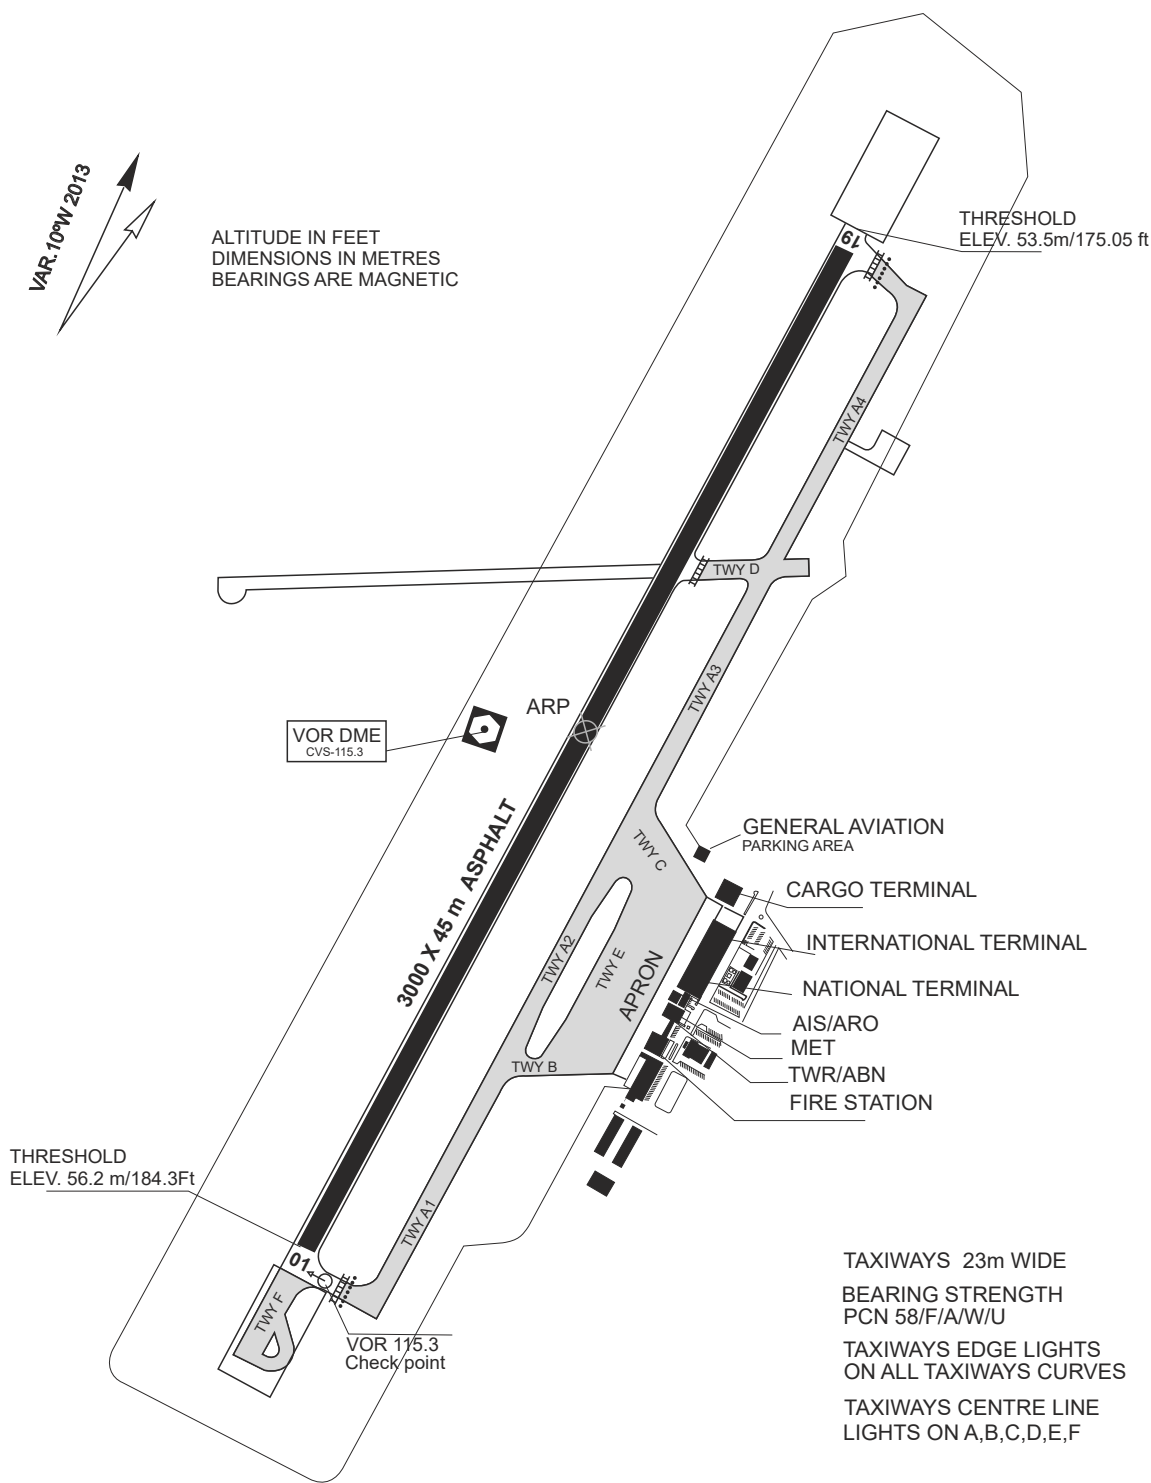 VAR.10ºW 2013
ALTITUDE IN FEET
DIMENSIONS IN METRES
BEARINGS ARE MAGNETIC
THRESHOLD
ELEV. 53.5m/175.05 ft
19
TWY A4
TWY D
TWY A3
ARP
VOR DME
CVS-115.3
3000 X 45 m ASPHALT
GENERAL AVIATION
PARKING AREA
TWY C
CARGO TERMINAL
INTERNATIONAL TERMINAL
TWY A2
TWY E
APRON
NATIONAL TERMINAL
AIS/ARO
MET
TWY B
TWR/ABN
FIRE STATION
THRESHOLD
ELEV. 56.2 m/184.3Ft
TWY A1
01
TWY F
VOR 115.3
Check point
TAXIWAYS 23m WIDE
BEARING STRENGTH
PCN 58/F/A/W/U
TAXIWAYS EDGE LIGHTS
ON ALL TAXIWAYS CURVES
TAXIWAYS CENTRE LINE
LIGHTS ON A,B,C,D,E,F